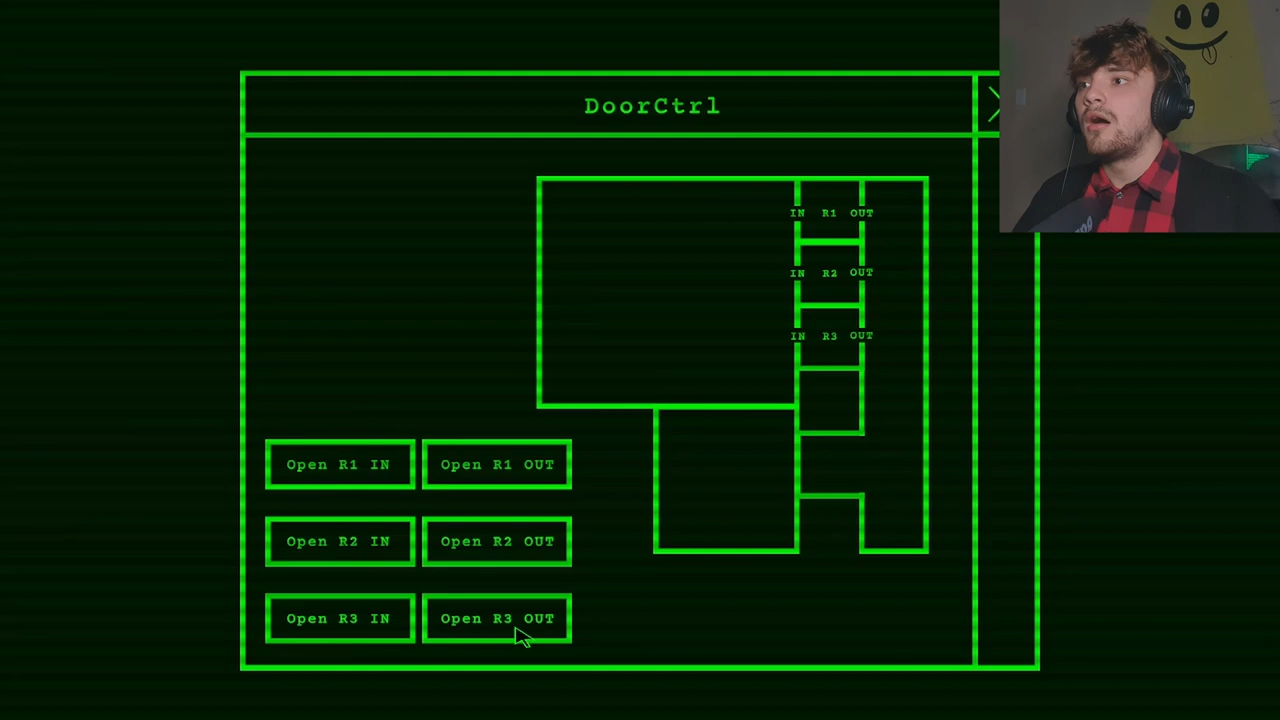 DoorCtrl
IN R1 OUT
IN R2 OUT
IN R3 OUT
Open R1 IN
Open R1 OUT
Open R2 IN
Open R2 OUT
Open R3 IN
Open R3 OUT